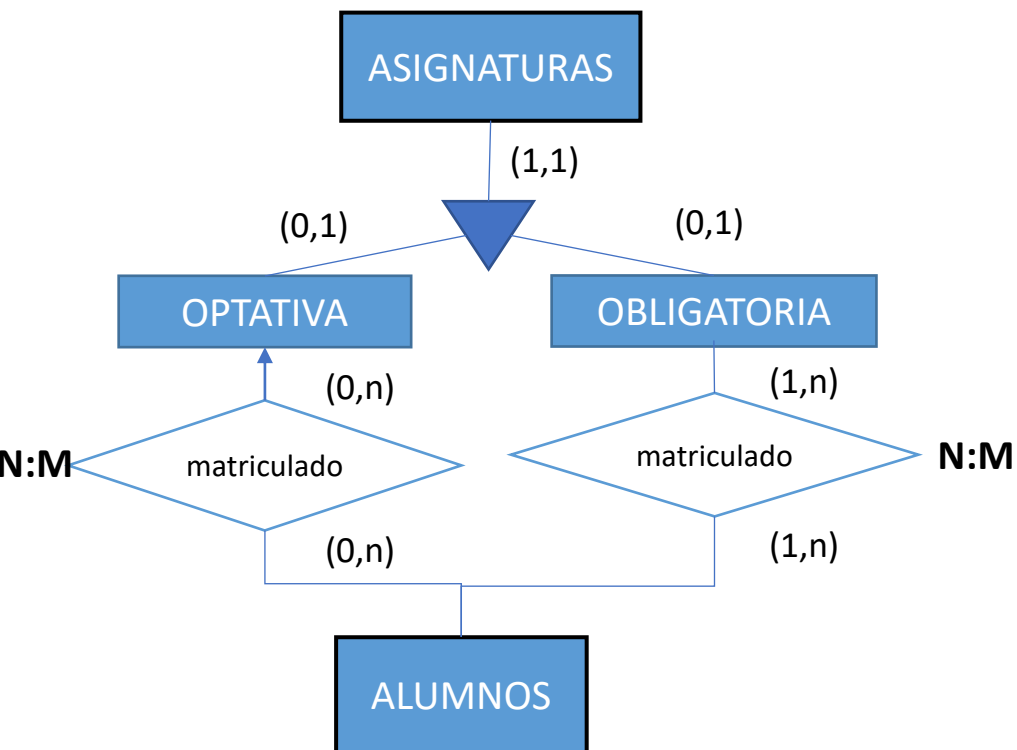 ASIGNATURAS
(1,1)
(0,1)
(0,1)
OPTATIVA
OBLIGATORIA
(0,n)
(1,n)
N:M
matriculado
matriculado
N:M
(0,n)
(1,n)
ALUMNOS